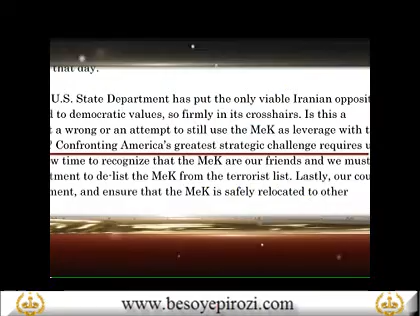 that day.
U.S. State Department has put the only viable Iranian opposit
to democratic values, so firmly in its crosshairs. Is this a
a wrong or an attempt to still use the MeK as leverage with t
? Confronting America's greatest strategic challenge requires u
w time to recognize that the MeK are our friends and we must
tment to de-list the MeK from the terrorist list. Lastly, our cou
ment, and ensure that the MeK is safely relocated to other
www.besoyepirozi.com